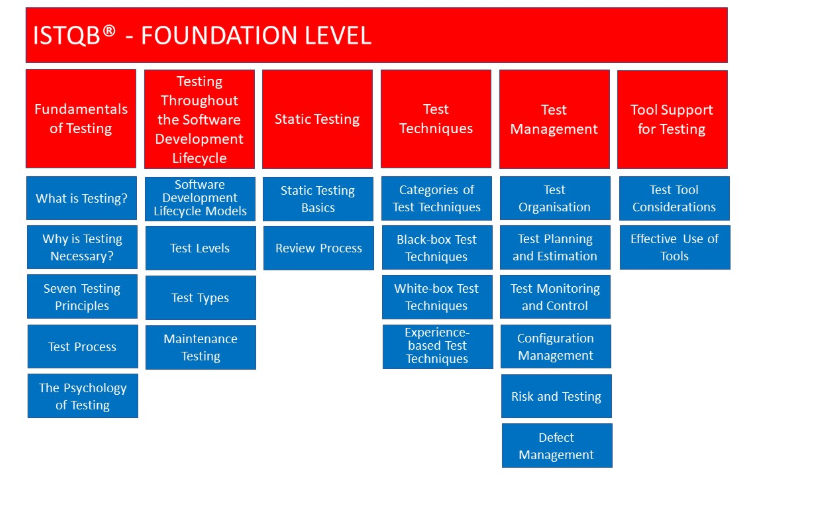 ISTQB® - FOUNDATION LEVEL
Fundamentals
of Testing
Testing
Throughout
the Software
Development
Lifecycle
Static Testing
Test
Techniques
Test
Management
Tool Support
for Testing
What is Testing?
Why is Testing
Necessary?
Seven Testing
Principles
Test Process
The Psychology
of Testing
Software
Development
Lifecycle Models
Test Levels
Test Types
Maintenance
Testing
Static Testing
Basics
Review Process
Categories of
Test Techniques
Black-box Test
Techniques
White-box Test
Techniques
Experience-
based Test
Techniques
Test
Organisation
Test Planning
and Estimation
Test Monitoring
and Control
Configuration
Management
Risk and Testing
Defect
Management
Test Tool
Considerations
Effective Use of
Tools